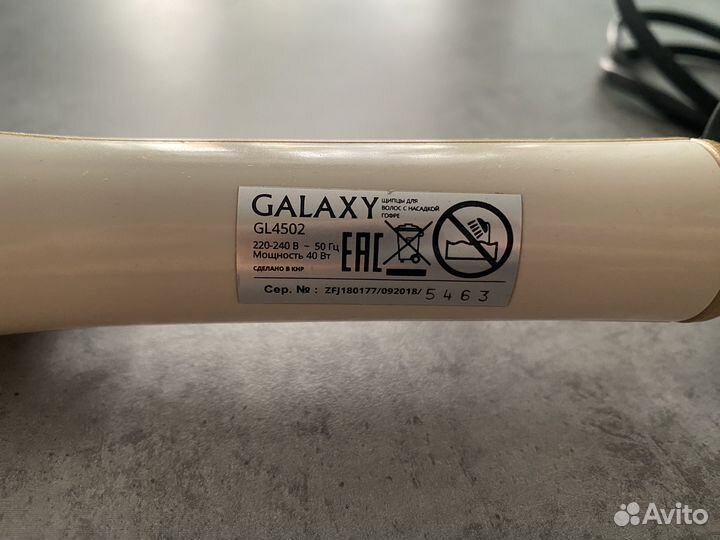 GALAXY
ЩИПЦЫ ДЛЯ
ВОЛОС С НАСАДКОЙ
ГОФРЕ
GL4502
220-240 В ~ 50 Гц
Мощность 40 Вт
СДЕЛАНО В КНР
EAC
Сер. № : ZFJ180177/092018/ 5463
Avito